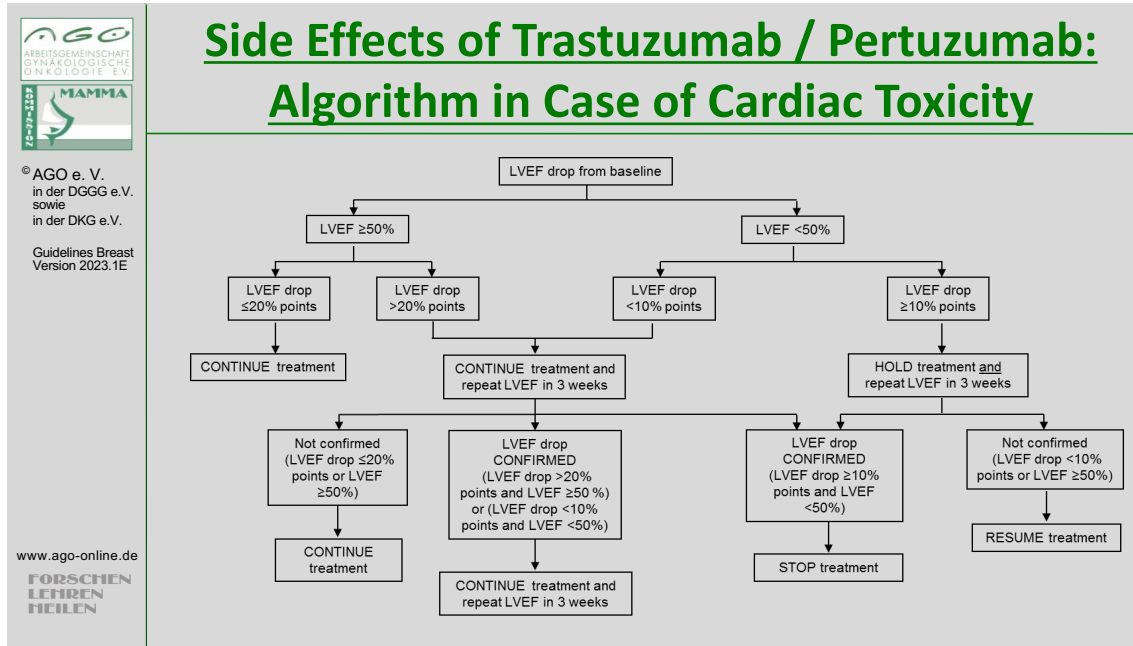 AGO
ARBEITSGEMEINSCHAFT
GYNÄKOLOGISCHE
ONKOLOGIE E.V.
KOMMISSION
MAMMA
© AGO e. V.
in der DGGG e.V.
sowie
in der DKG e.V.
Guidelines Breast
Version 2023.1E
www.ago-online.de
FORSCHEN
LEHREN
HEILEN
Side Effects of Trastuzumab / Pertuzumab:
Algorithm in Case of Cardiac Toxicity
LVEF drop from baseline
LVEF ≥50%
LVEF <50%
LVEF drop
≤20% points
LVEF drop
>20% points
LVEF drop
<10% points
LVEF drop
≥10% points
CONTINUE treatment
CONTINUE treatment and
repeat LVEF in 3 weeks
HOLD treatment and
repeat LVEF in 3 weeks
Not confirmed
(LVEF drop ≤20%
points or LVEF
≥50%)
LVEF drop
CONFIRMED
(LVEF drop >20%
points and LVEF ≥50 %)
or (LVEF drop <10%
points and LVEF <50%)
LVEF drop
CONFIRMED
(LVEF drop ≥10%
points and LVEF
<50%)
Not confirmed
(LVEF drop <10%
points or LVEF ≥50%)
CONTINUE
treatment
CONTINUE treatment and
repeat LVEF in 3 weeks
STOP treatment
RESUME treatment